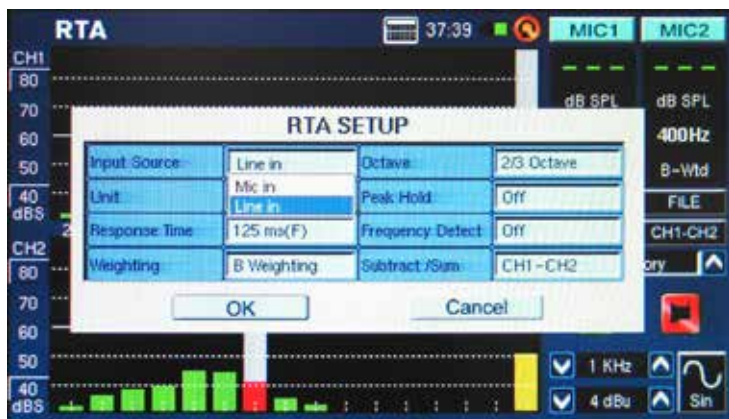 RTA
37:39
MIC1
MIC2
CH1
80
70
60
50
40
dBS
CH2
80
70
60
50
40
dBS
dB SPL
dB SPL
400Hz
B-Wtd
FILE
CH1-CH2
ory
RTA SETUP
Input Source
Line in
Octave
2/3 Octave
Mic in
Line in
Unit
Peak Hold
Off
Response Time
125 ms(F)
Frequency Detect
Off
Weighting
B Weighting
Subtract /Sum
CH1-CH2
OK
Cancel
1 KHz
4 dBu
Sin
2